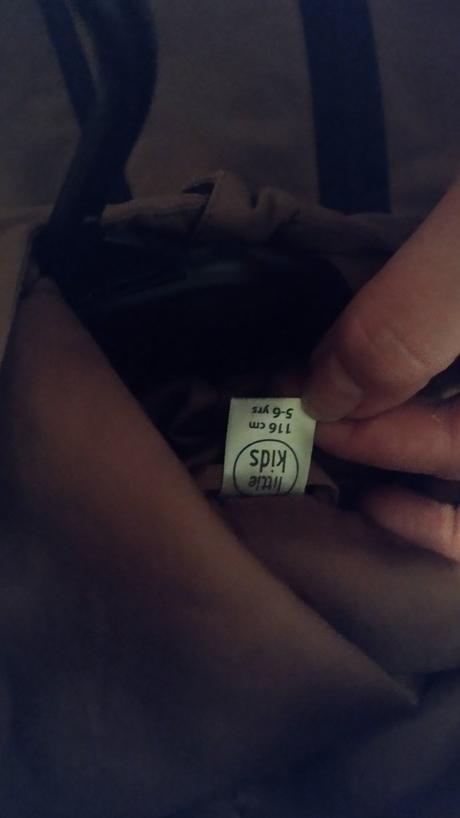 little
kids
116 cm
5-6 yrs